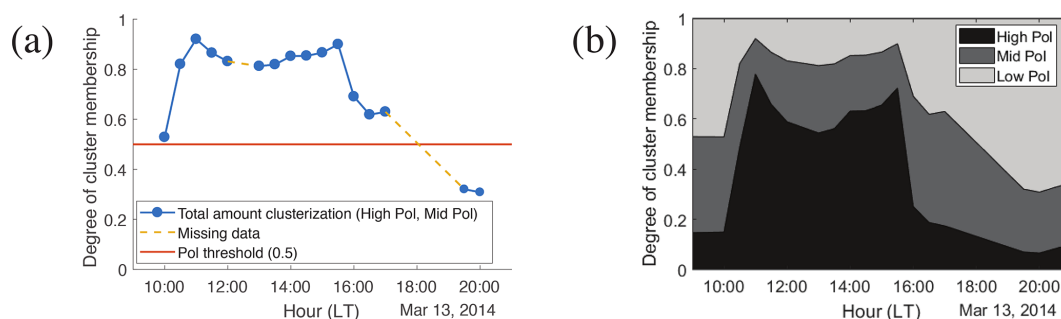 (a)
Degree of cluster membership
1
0.8
0.6
0.4
0.2
0
Total amount clusterization (High Pol, Mid Pol)
Missing data
Pol threshold (0.5)
10:00 12:00 14:00 16:00 18:00 20:00
Hour (LT) Mar 13, 2014
(b)
Degree of cluster membership
1
0.8
0.6
0.4
0.2
0
High Pol
Mid Pol
Low Pol
10:00 12:00 14:00 16:00 18:00 20:00
Hour (LT) Mar 13, 2014